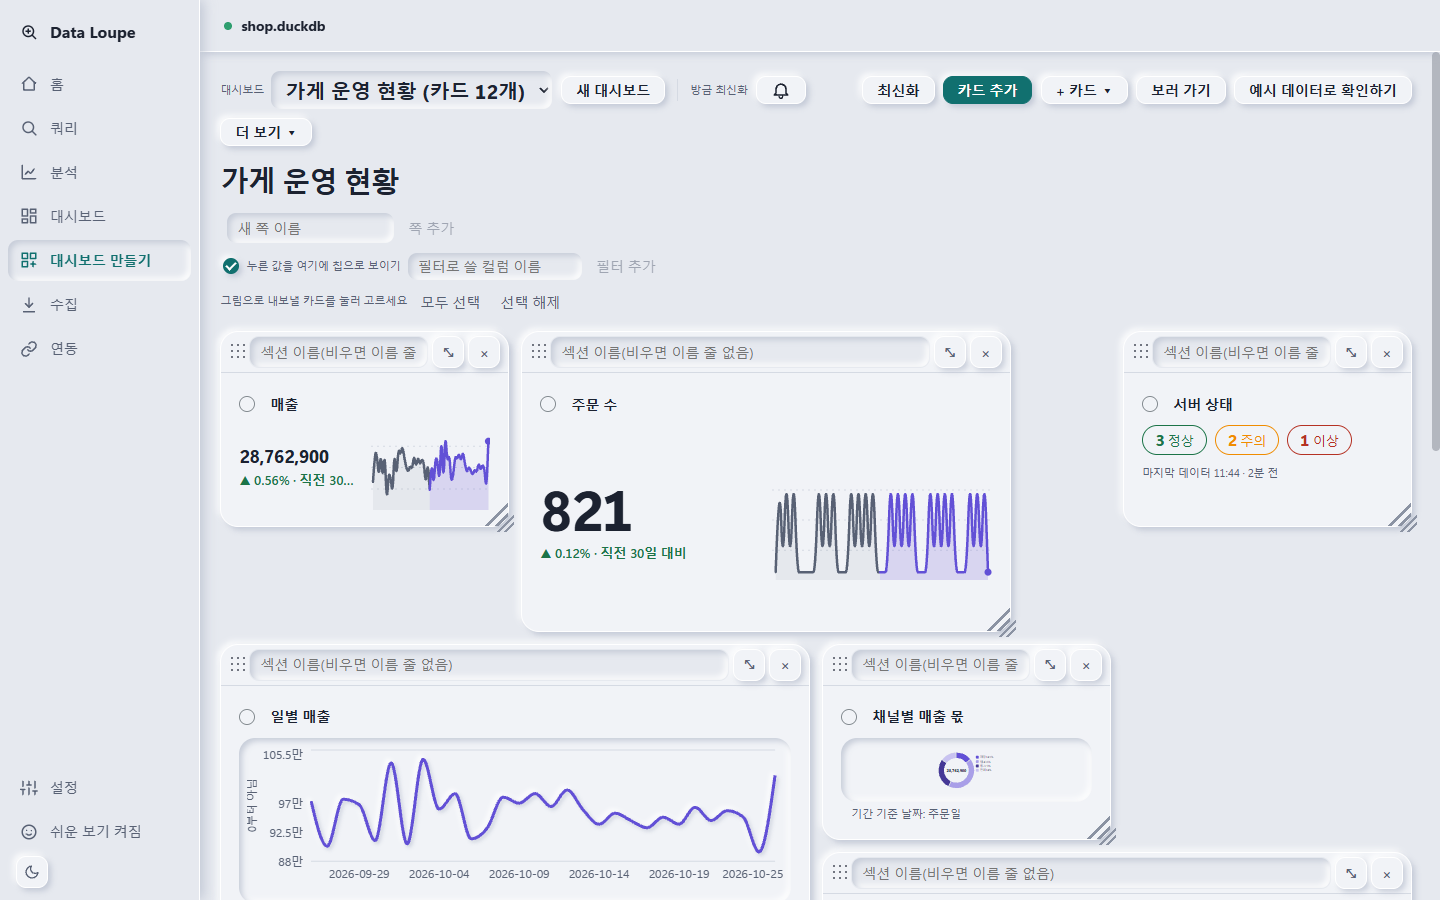 Data Loupe
홈
쿼리
분석
대시보드
대시보드 만들기
수집
연동
설정
쉬운 보기 켜짐
shop.duckdb
대시보드 가게 운영 현황 (카드 12개) 새 대시보드 방금 최신화 최신화 카드 추가 + 카드 ▾ 보러 가기 예시 데이터로 확인하기
더 보기 ▾
가게 운영 현황
새 쪽 이름 쪽 추가
누른 값을 여기에 칩으로 보이기 필터로 쓸 컬럼 이름 필터 추가
그림으로 내보낼 카드를 눌러 고르세요 모두 선택 선택 해제
섹션 이름(비우면 이름 줄
매출
28,762,900
▲ 0.56% · 직전 30...
섹션 이름(비우면 이름 줄 없음)
주문 수
821
▲ 0.12% · 직전 30일 대비
섹션 이름(비우면 이름 줄
서버 상태
3 정상 2 주의 1 이상
마지막 데이터 11:44 · 2분 전
섹션 이름(비우면 이름 줄 없음)
일별 매출
0부터 아님
105.5만
97만
92.5만
88만
2026-09-29 2026-10-04 2026-10-09 2026-10-14 2026-10-19 2026-10-25
섹션 이름(비우면 이름 줄
채널별 매출 몫
28,762,900
기간 기준 날짜: 주문일
섹션 이름(비우면 이름 줄 없음)